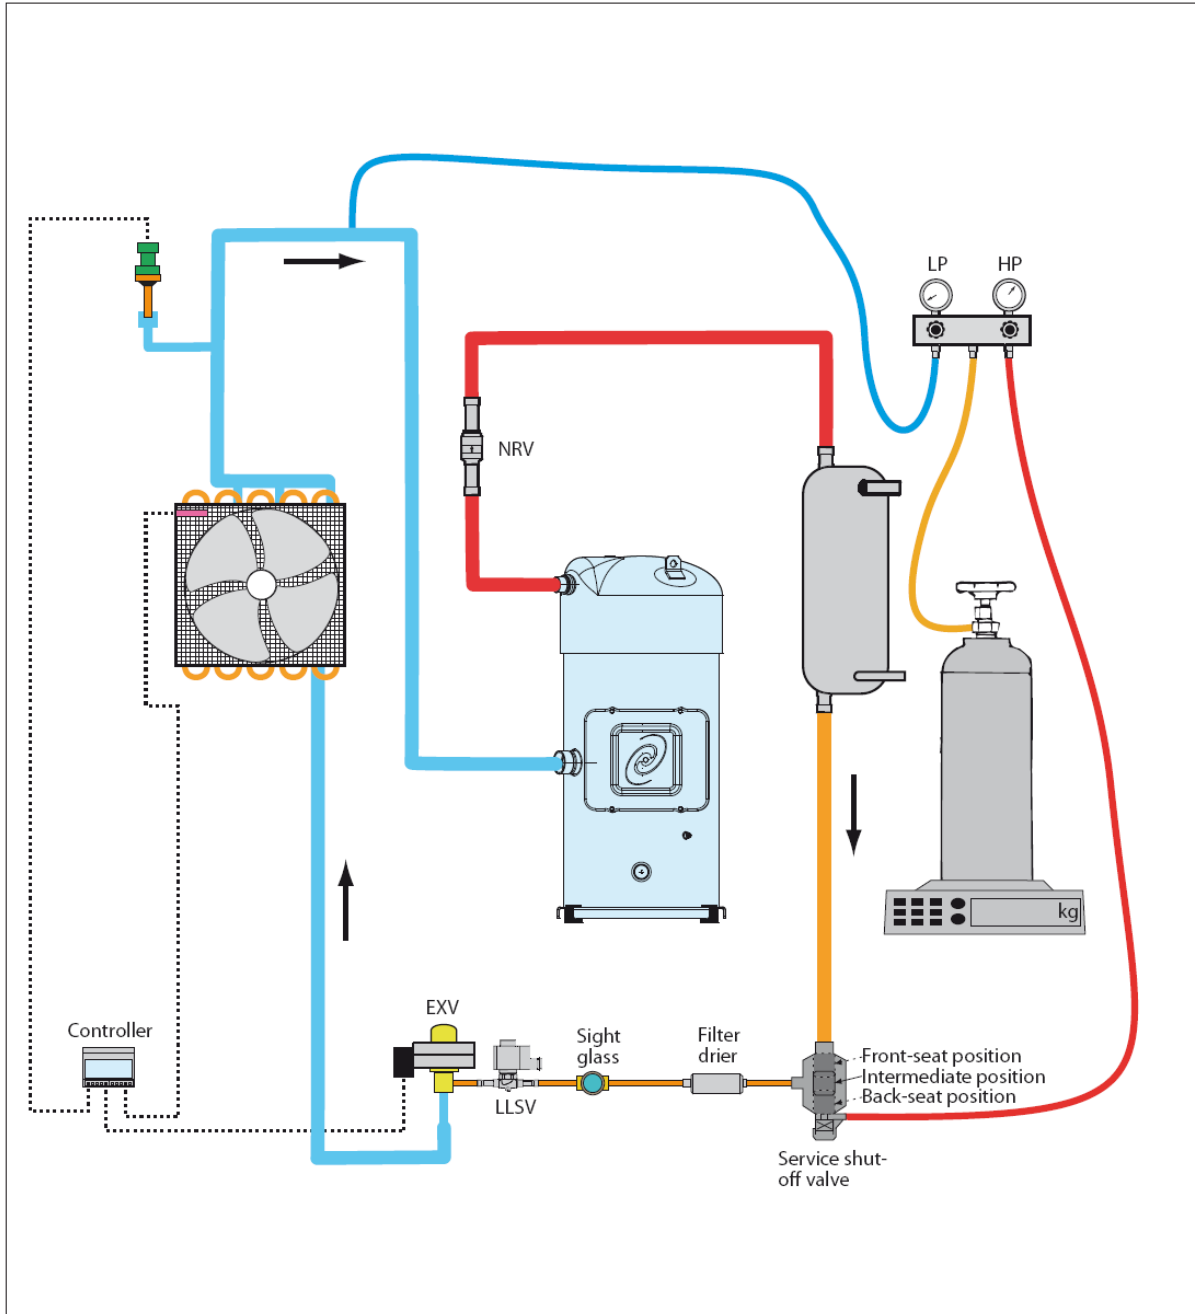 LP
HP
NRV
kg
EXV
Controller
Sight
glass
Filter
drier
Front-seat position
Intermediate position
Back-seat position
LLSV
Service shut-
off valve